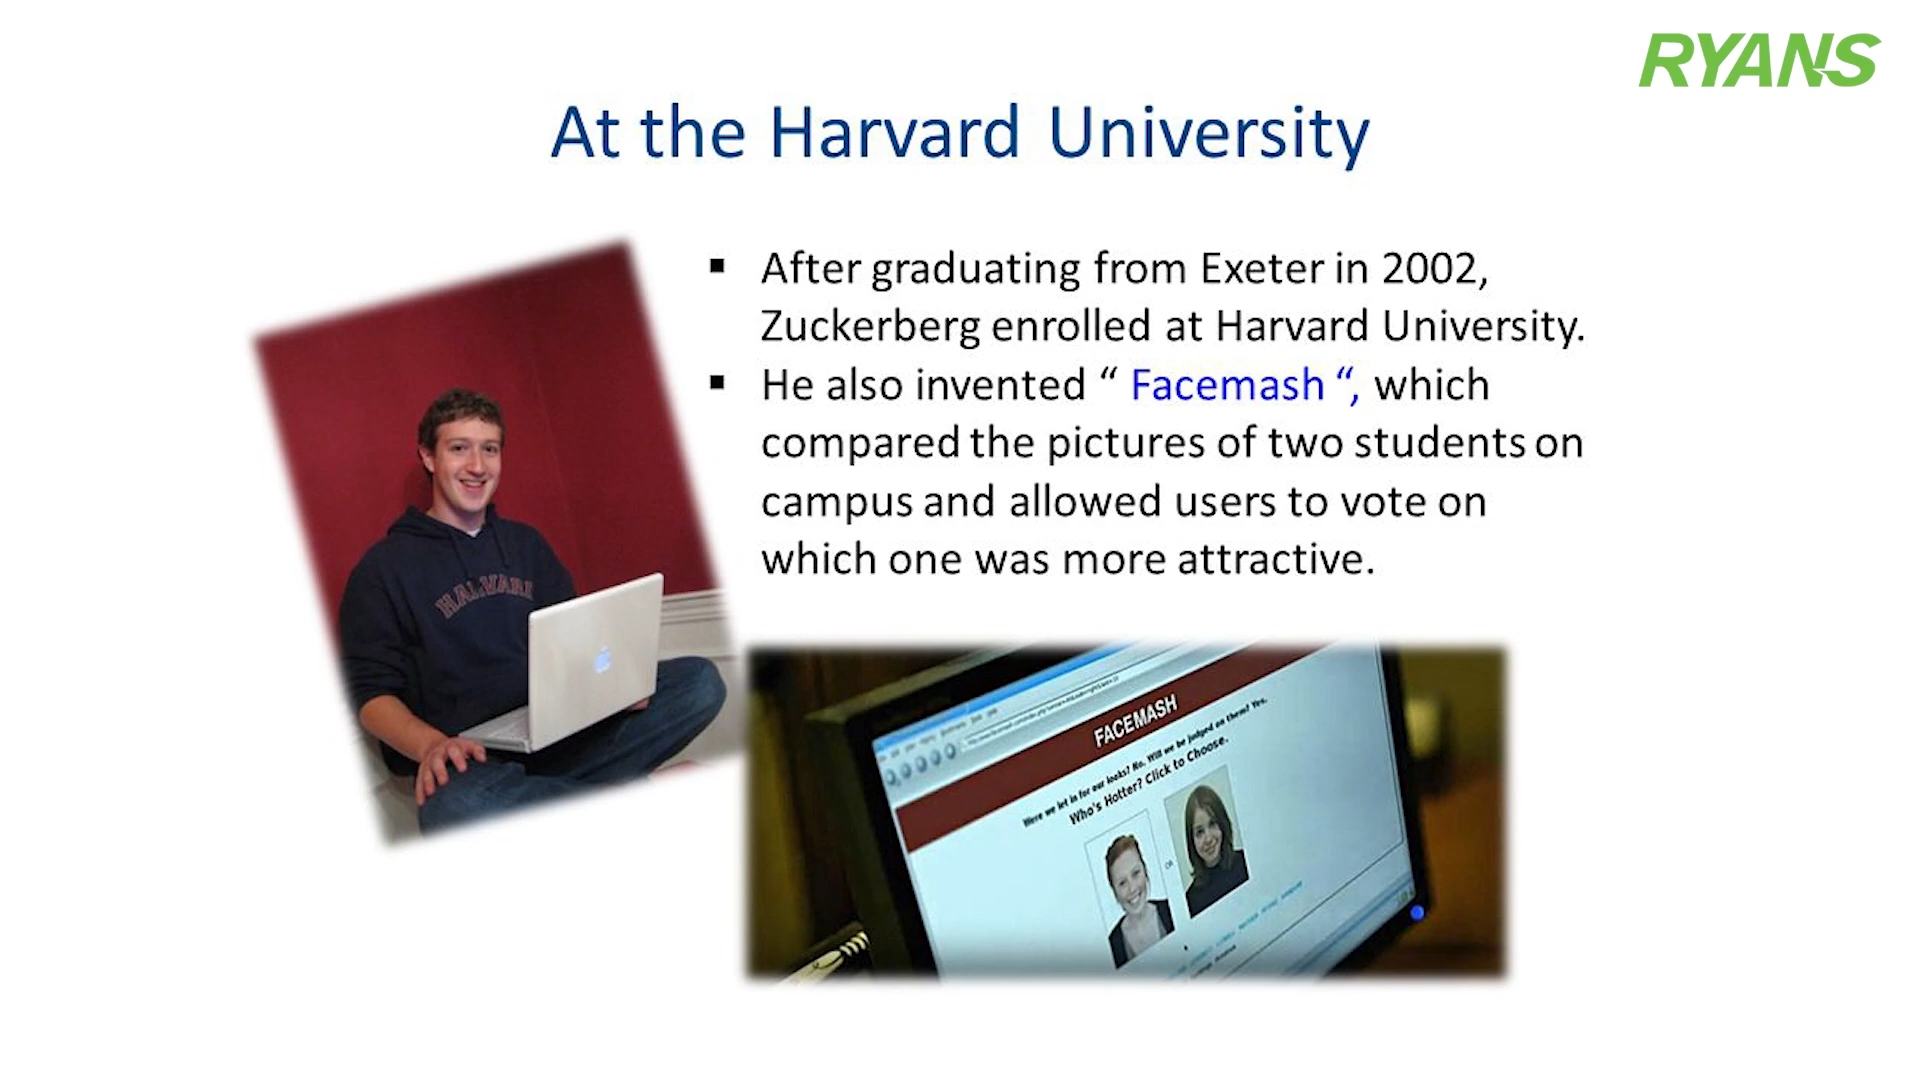 RYANS
At the Harvard University
▪ After graduating from Exeter in 2002,
Zuckerberg enrolled at Harvard University.
▪ He also invented “ Facemash “, which
compared the pictures of two students on
campus and allowed users to vote on
which one was more attractive.
HARVARD
FACEMASH
Were we let in for our looks? No. Will we be judged on them? Yes.
Who's Hotter? Click to Choose.
OR